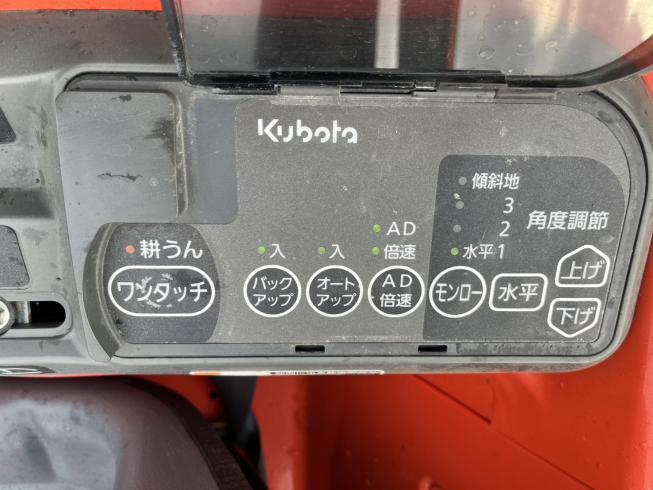 Kubota
傾斜地
3
2
水平1
角度調節
AD
倍速
入
入
耕うん
ワンタッチ
バック
アップ
オート
アップ
AD
倍速
モンロー
水平
上げ
下げ